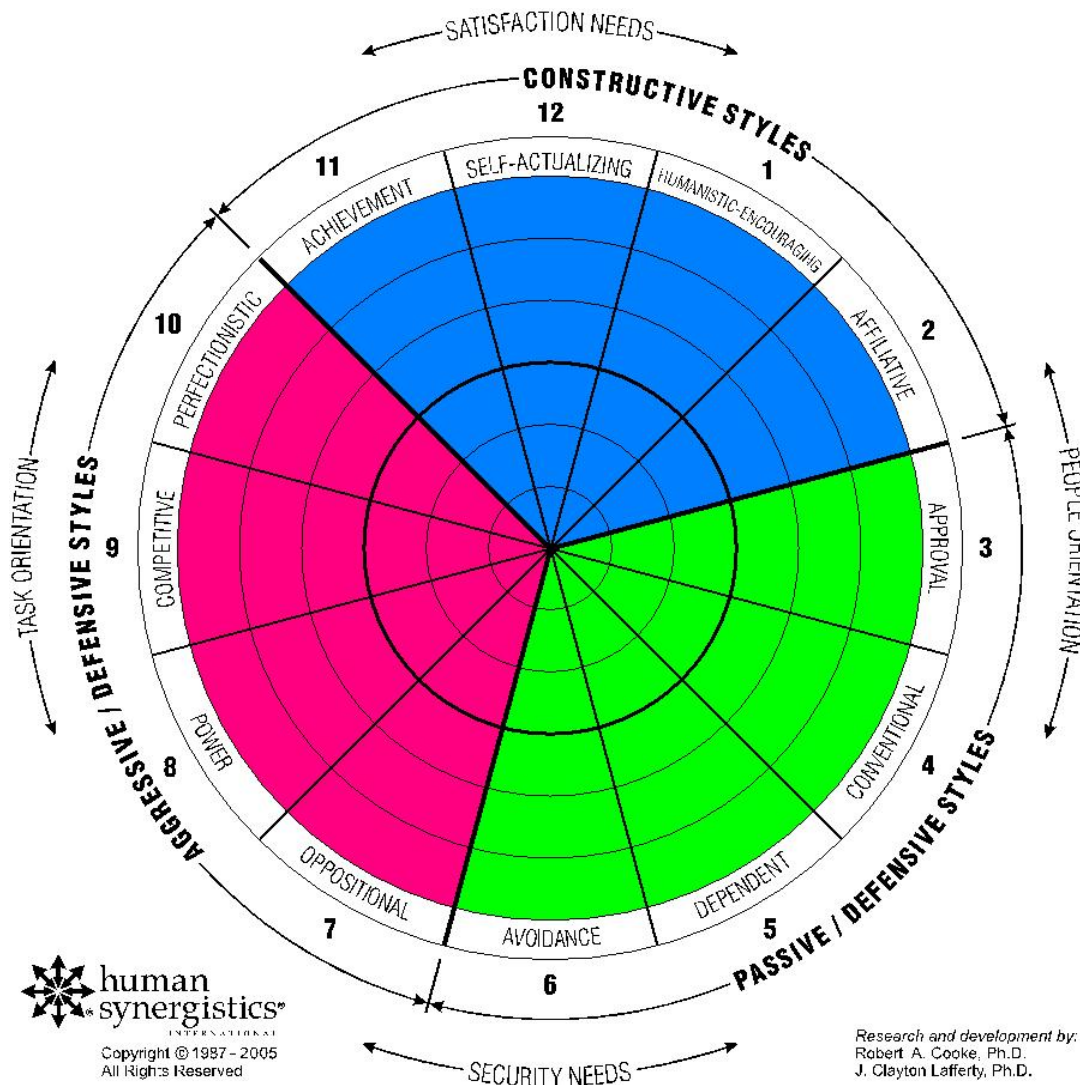 SATISFACTION NEEDS
CONSTRUCTIVE STYLES
12
11
1
SELF-ACTUALIZING
ACHIEVEMENT
HUMANISTIC-ENCOURAGING
10
2
PERFECTIONISTIC
AFFILIATIVE
TASK ORIENTATION
AGGRESSIVE / DEFENSIVE STYLES
9
COMPETITIVE
APPROVAL
3
PEOPLE ORIENTATION
8
POWER
CONVENTIONAL
4
PASSIVE / DEFENSIVE STYLES
OPPOSITIONAL
DEPENDENT
7
AVOIDANCE
5
6
human
synergistics®
INTERNATIONAL
Copyright © 1987 - 2005
All Rights Reserved
SECURITY NEEDS
Research and development by:
Robert A. Cooke, Ph.D.
J. Clayton Lafferty, Ph.D.